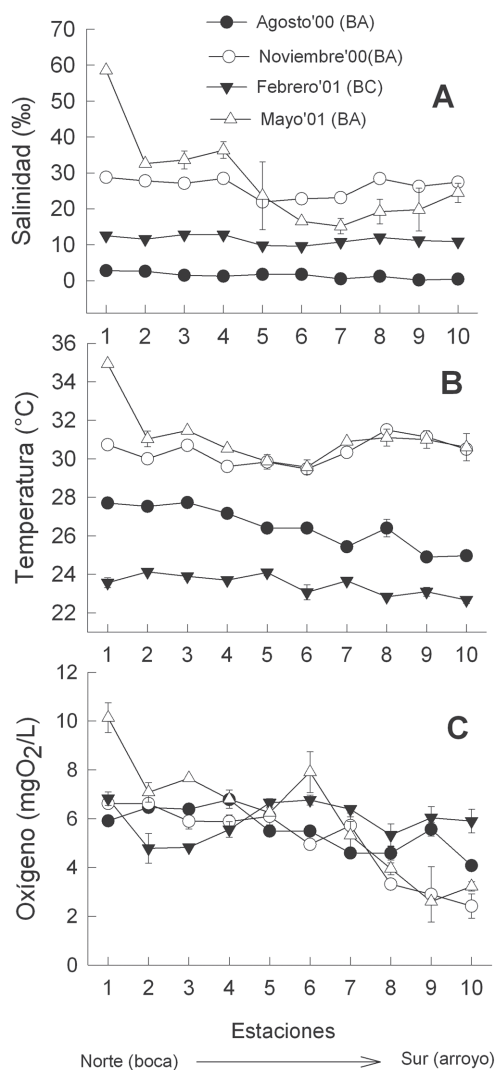 Agosto'00 (BA)
Noviembre'00(BA)
Febrero'01 (BC)
Mayo'01 (BA)
A
Salinidad (‰)
70
60
50
40
30
20
10
0
1 2 3 4 5 6 7 8 9 10
B
Temperatura (°C)
36
34
32
30
28
26
24
22
1 2 3 4 5 6 7 8 9 10
C
Oxígeno (mgO2/L)
12
10
8
6
4
2
0
1 2 3 4 5 6 7 8 9 10
Estaciones
Norte (boca) Sur (arroyo)